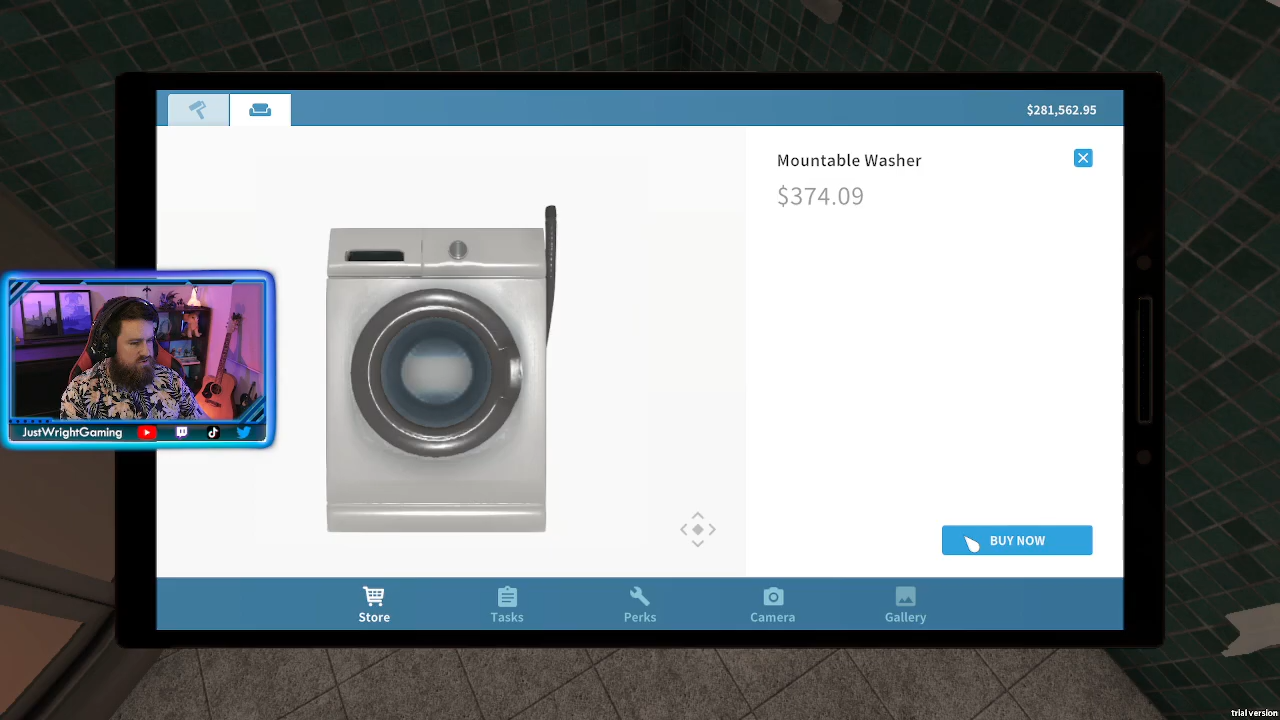 $281,562.95
Mountable Washer
$374.09
JustWrightGaming
BUY NOW
Store
Tasks
Perks
Camera
Gallery
trial version